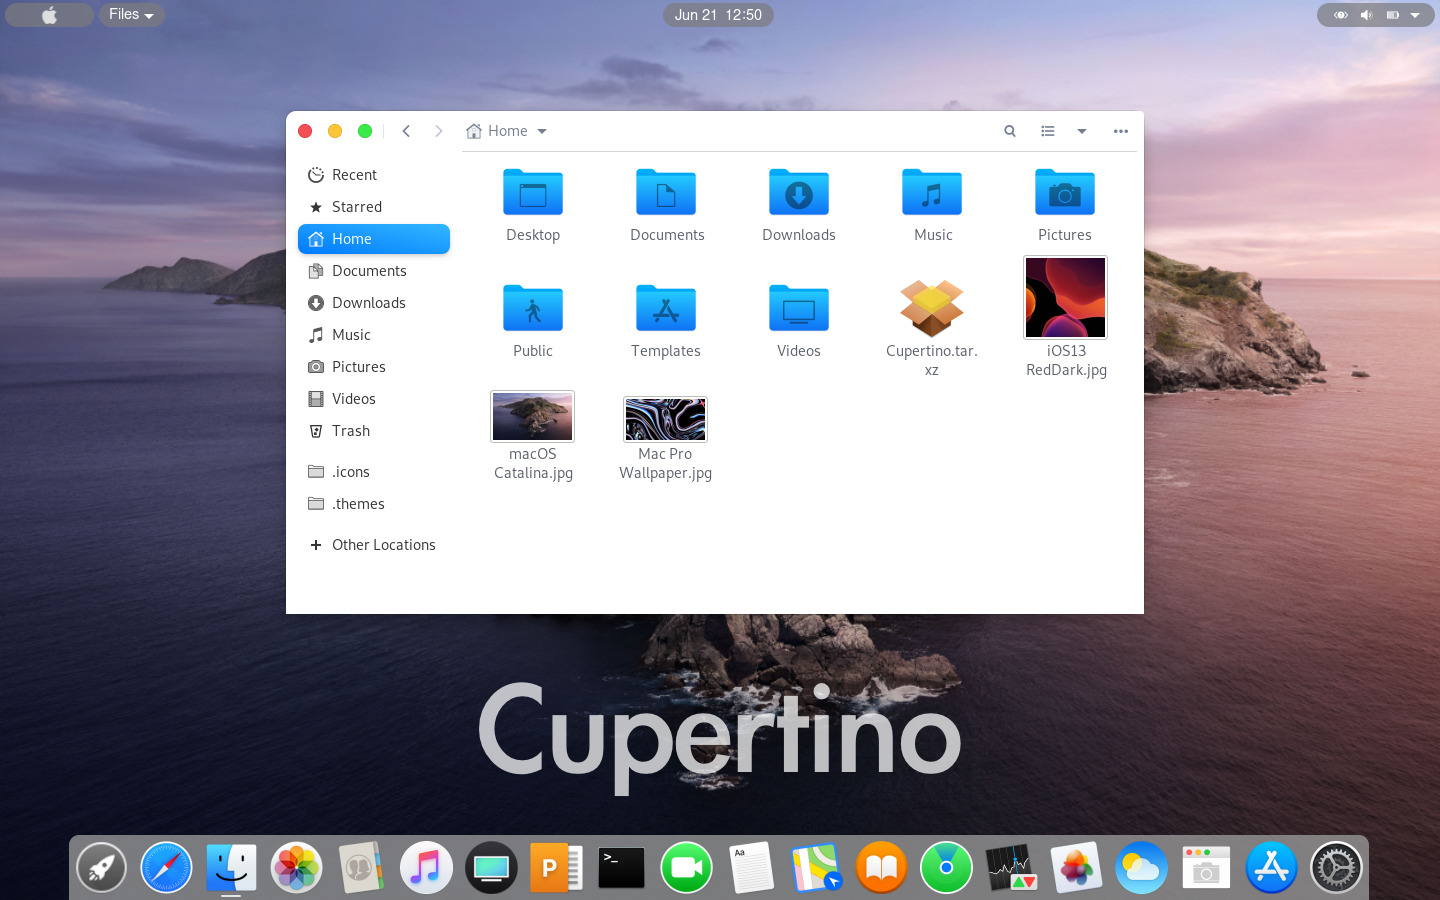 Files
Jun 21 12:50
Home
Recent
Starred
Home
Documents
Downloads
Music
Pictures
Videos
Trash
.icons
.themes
Other Locations
Desktop
Documents
Downloads
Music
Pictures
Public
Templates
Videos
Cupertino.tar.
xz
iOS13
RedDark.jpg
macOS
Catalina.jpg
Mac Pro
Wallpaper.jpg
Cupertino
P
>_
Aa